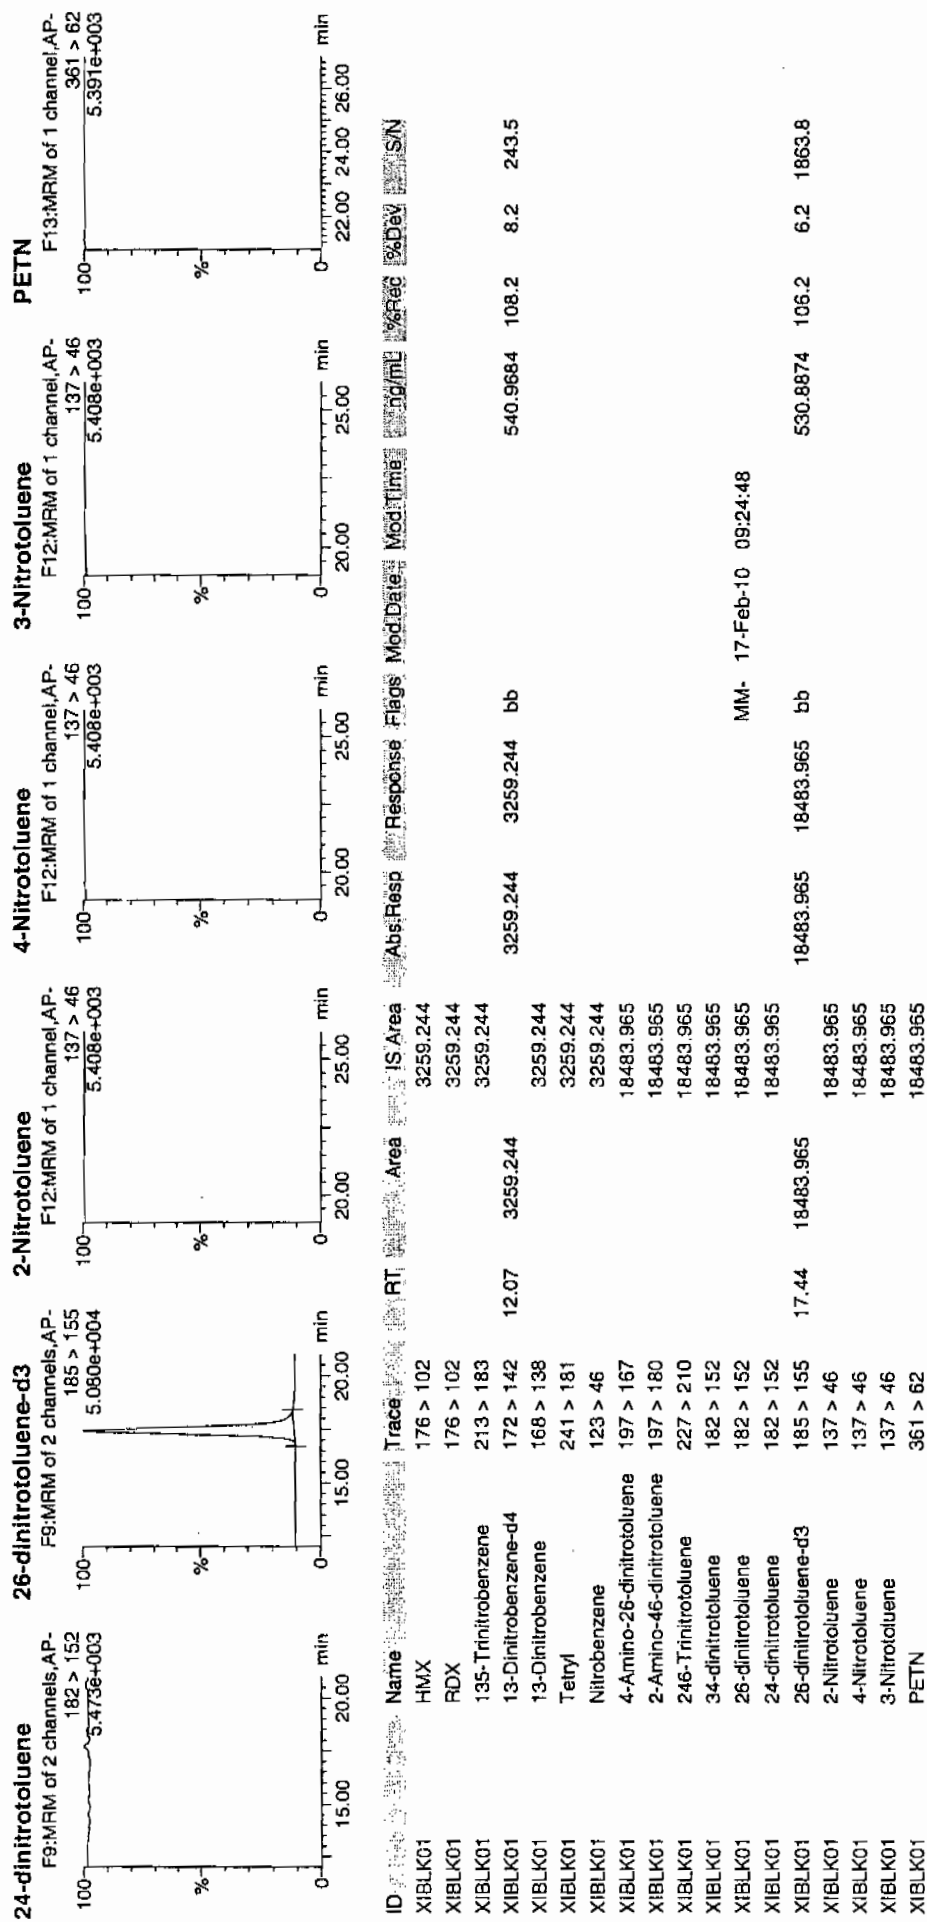 24-dinitrotoluene
F9:MRM of 2 channels,AP-
182 > 152
5.473e+003
100
%
0
15.00 20.00 min
26-dinitrotoluene-d3
F9:MRM of 2 channels,AP-
185 > 155
5.080e+004
100
%
0
15.00 20.00 min
2-Nitrotoluene
F12:MRM of 1 channel,AP-
137 > 46
5.408e+003
100
%
0
20.00 25.00 min
4-Nitrotoluene
F12:MRM of 1 channel,AP-
137 > 46
5.408e+003
100
%
0
20.00 25.00 min
3-Nitrotoluene
F12:MRM of 1 channel,AP-
137 > 46
5.408e+003
100
%
0
20.00 25.00 min
PETN
F13:MRM of 1 channel,AP-
361 > 62
5.391e+003
100
%
0
22.00 24.00 26.00 min
ID Name Trace RT Area IS Area Abs.Resp Response Flags Mod.Date Mod.Time ng/mL %Rec %Dev S/N
XIBLK01 HMX 176 > 102 3259.244
XIBLK01 RDX 176 > 102 3259.244
XIBLK01 135-Trinitrobenzene 213 > 183 3259.244
XIBLK01 13-Dinitrobenzene-d4 172 > 142 12.07 3259.244 3259.244 3259.244 bb 540.9684 108.2 8.2 243.5
XIBLK01 13-Dinitrobenzene 168 > 138 3259.244
XIBLK01 Tetryl 241 > 181 3259.244
XIBLK01 Nitrobenzene 123 > 46 3259.244
XIBLK01 4-Amino-26-dinitrotoluene 197 > 167 18483.965
XIBLK01 2-Amino-46-dinitrotoluene 197 > 180 18483.965
XIBLK01 246-Trinitrotoluene 227 > 210 18483.965
XIBLK01 34-dinitrotoluene 182 > 152 18483.965
XIBLK01 26-dinitrotoluene 182 > 152 18483.965 MM- 17-Feb-10 09:24:48
XIBLK01 24-dinitrotoluene 182 > 152 18483.965
XIBLK01 26-dinitrotoluene-d3 185 > 155 17.44 18483.965 18483.965 18483.965 bb 530.8874 106.2 6.2 1863.8
XIBLK01 2-Nitrotoluene 137 > 46 18483.965
XIBLK01 4-Nitrotoluene 137 > 46 18483.965
XIBLK01 3-Nitrotoluene 137 > 46 18483.965
XIBLK01 PETN 361 > 62 18483.965